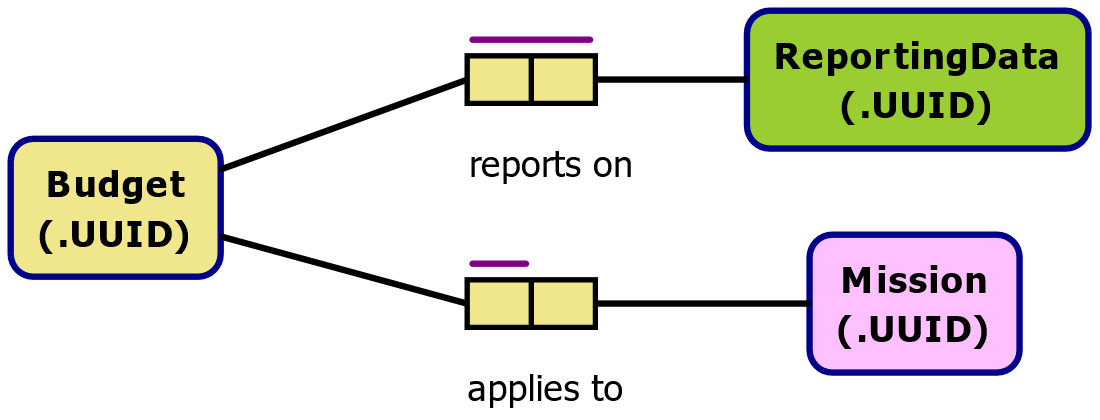 ReportingData
(.UUID)
reports on
Budget
(.UUID)
Mission
(.UUID)
applies to